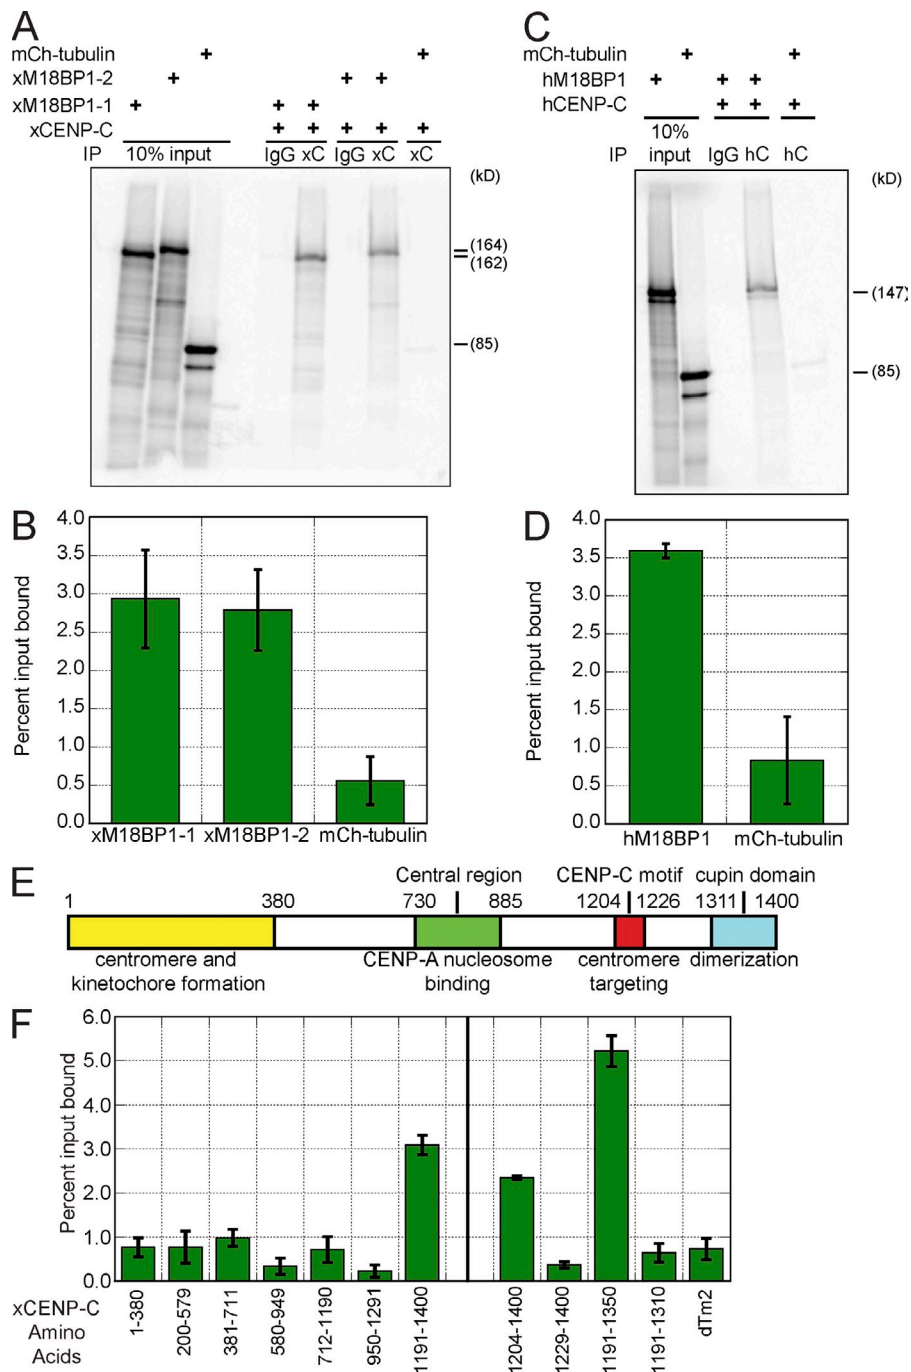 A
mCh-tubulin + +
xM18BP1-2 + + +
xM18BP1-1 + + +
xCENP-C + + + + +
IP 10% input IgG xC IgG xC xC
(kD)
(164)
(162)
(85)
C
mCh-tubulin + +
hM18BP1 + + +
hCENP-C + + +
10%
IP input IgG hC hC
(kD)
(147)
(85)
B
Percent input bound
4.0
3.5
3.0
2.5
2.0
1.5
1.0
0.5
0.0
xM18BP1-1 xM18BP1-2 mCh-tubulin
D
Percent input bound
4.0
3.5
3.0
2.5
2.0
1.5
1.0
0.5
0.0
hM18BP1 mCh-tubulin
E
Central region CENP-C motif cupin domain
1 380 730 885 1204 1226 1311 1400
centromere and CENP-A nucleosome centromere dimerization
kinetochore formation binding targeting
F
Percent input bound
6.0
5.0
4.0
3.0
2.0
1.0
0.0
xCENP-C
Amino
Acids
1-380
200-579
381-711
580-949
712-1190
950-1291
1191-1400
1204-1400
1229-1400
1191-1350
1191-1310
dTm2